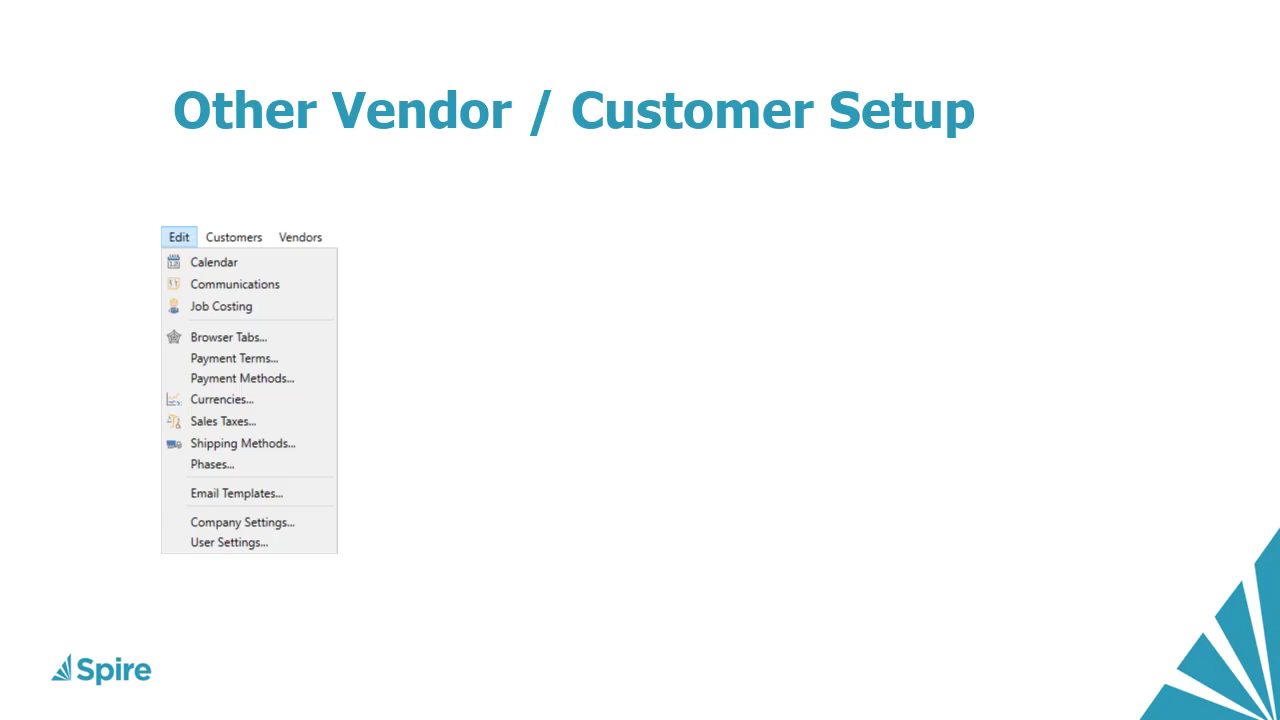 Other Vendor / Customer Setup
Edit Customers Vendors
Calendar
Communications
Job Costing
Browser Tabs...
Payment Terms...
Payment Methods...
Currencies...
Sales Taxes...
Shipping Methods...
Phases...
Email Templates...
Company Settings...
User Settings...
Spire